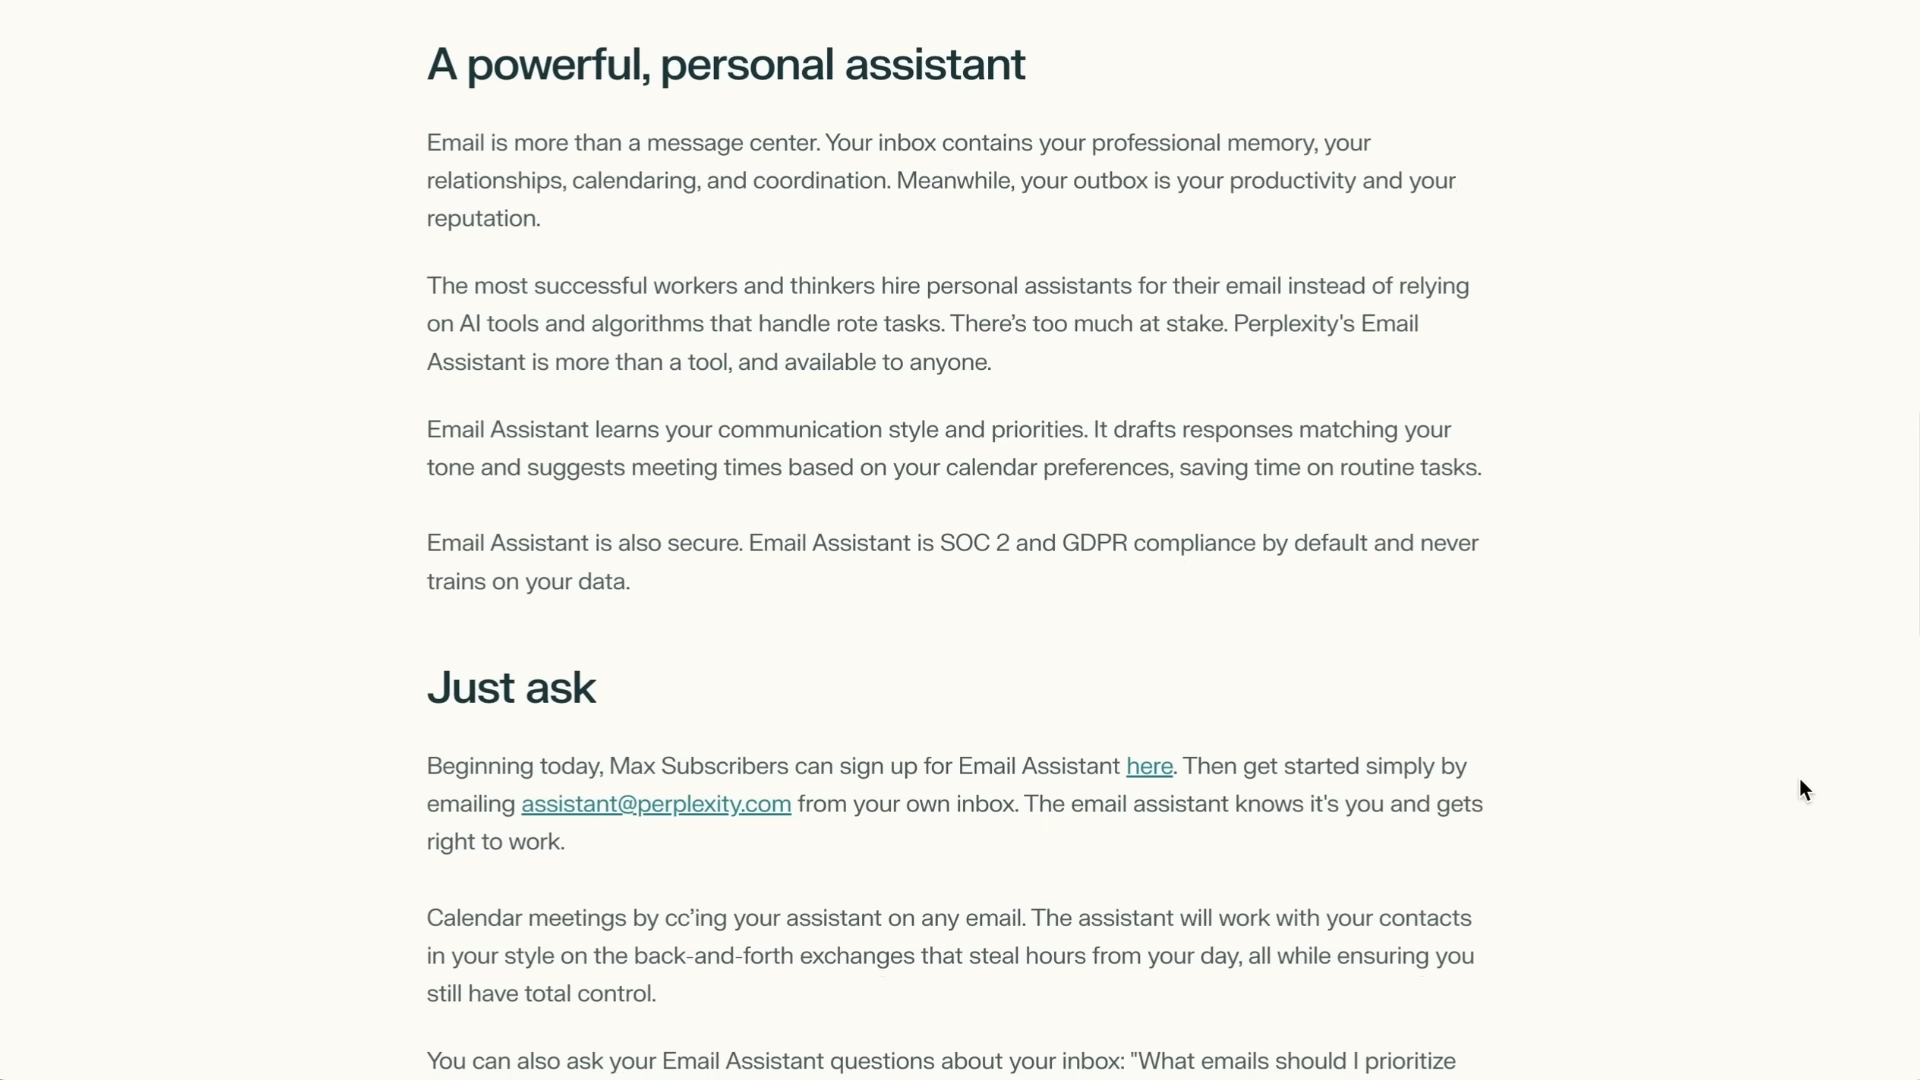 A powerful, personal assistant
Email is more than a message center. Your inbox contains your professional memory, your
relationships, calendaring, and coordination. Meanwhile, your outbox is your productivity and your
reputation.
The most successful workers and thinkers hire personal assistants for their email instead of relying
on AI tools and algorithms that handle rote tasks. There’s too much at stake. Perplexity's Email
Assistant is more than a tool, and available to anyone.
Email Assistant learns your communication style and priorities. It drafts responses matching your
tone and suggests meeting times based on your calendar preferences, saving time on routine tasks.
Email Assistant is also secure. Email Assistant is SOC 2 and GDPR compliance by default and never
trains on your data.
Just ask
Beginning today, Max Subscribers can sign up for Email Assistant here. Then get started simply by
emailing assistant@perplexity.com from your own inbox. The email assistant knows it's you and gets
right to work.
Calendar meetings by cc’ing your assistant on any email. The assistant will work with your contacts
in your style on the back-and-forth exchanges that steal hours from your day, all while ensuring you
still have total control.
You can also ask your Email Assistant questions about your inbox: "What emails should I prioritize